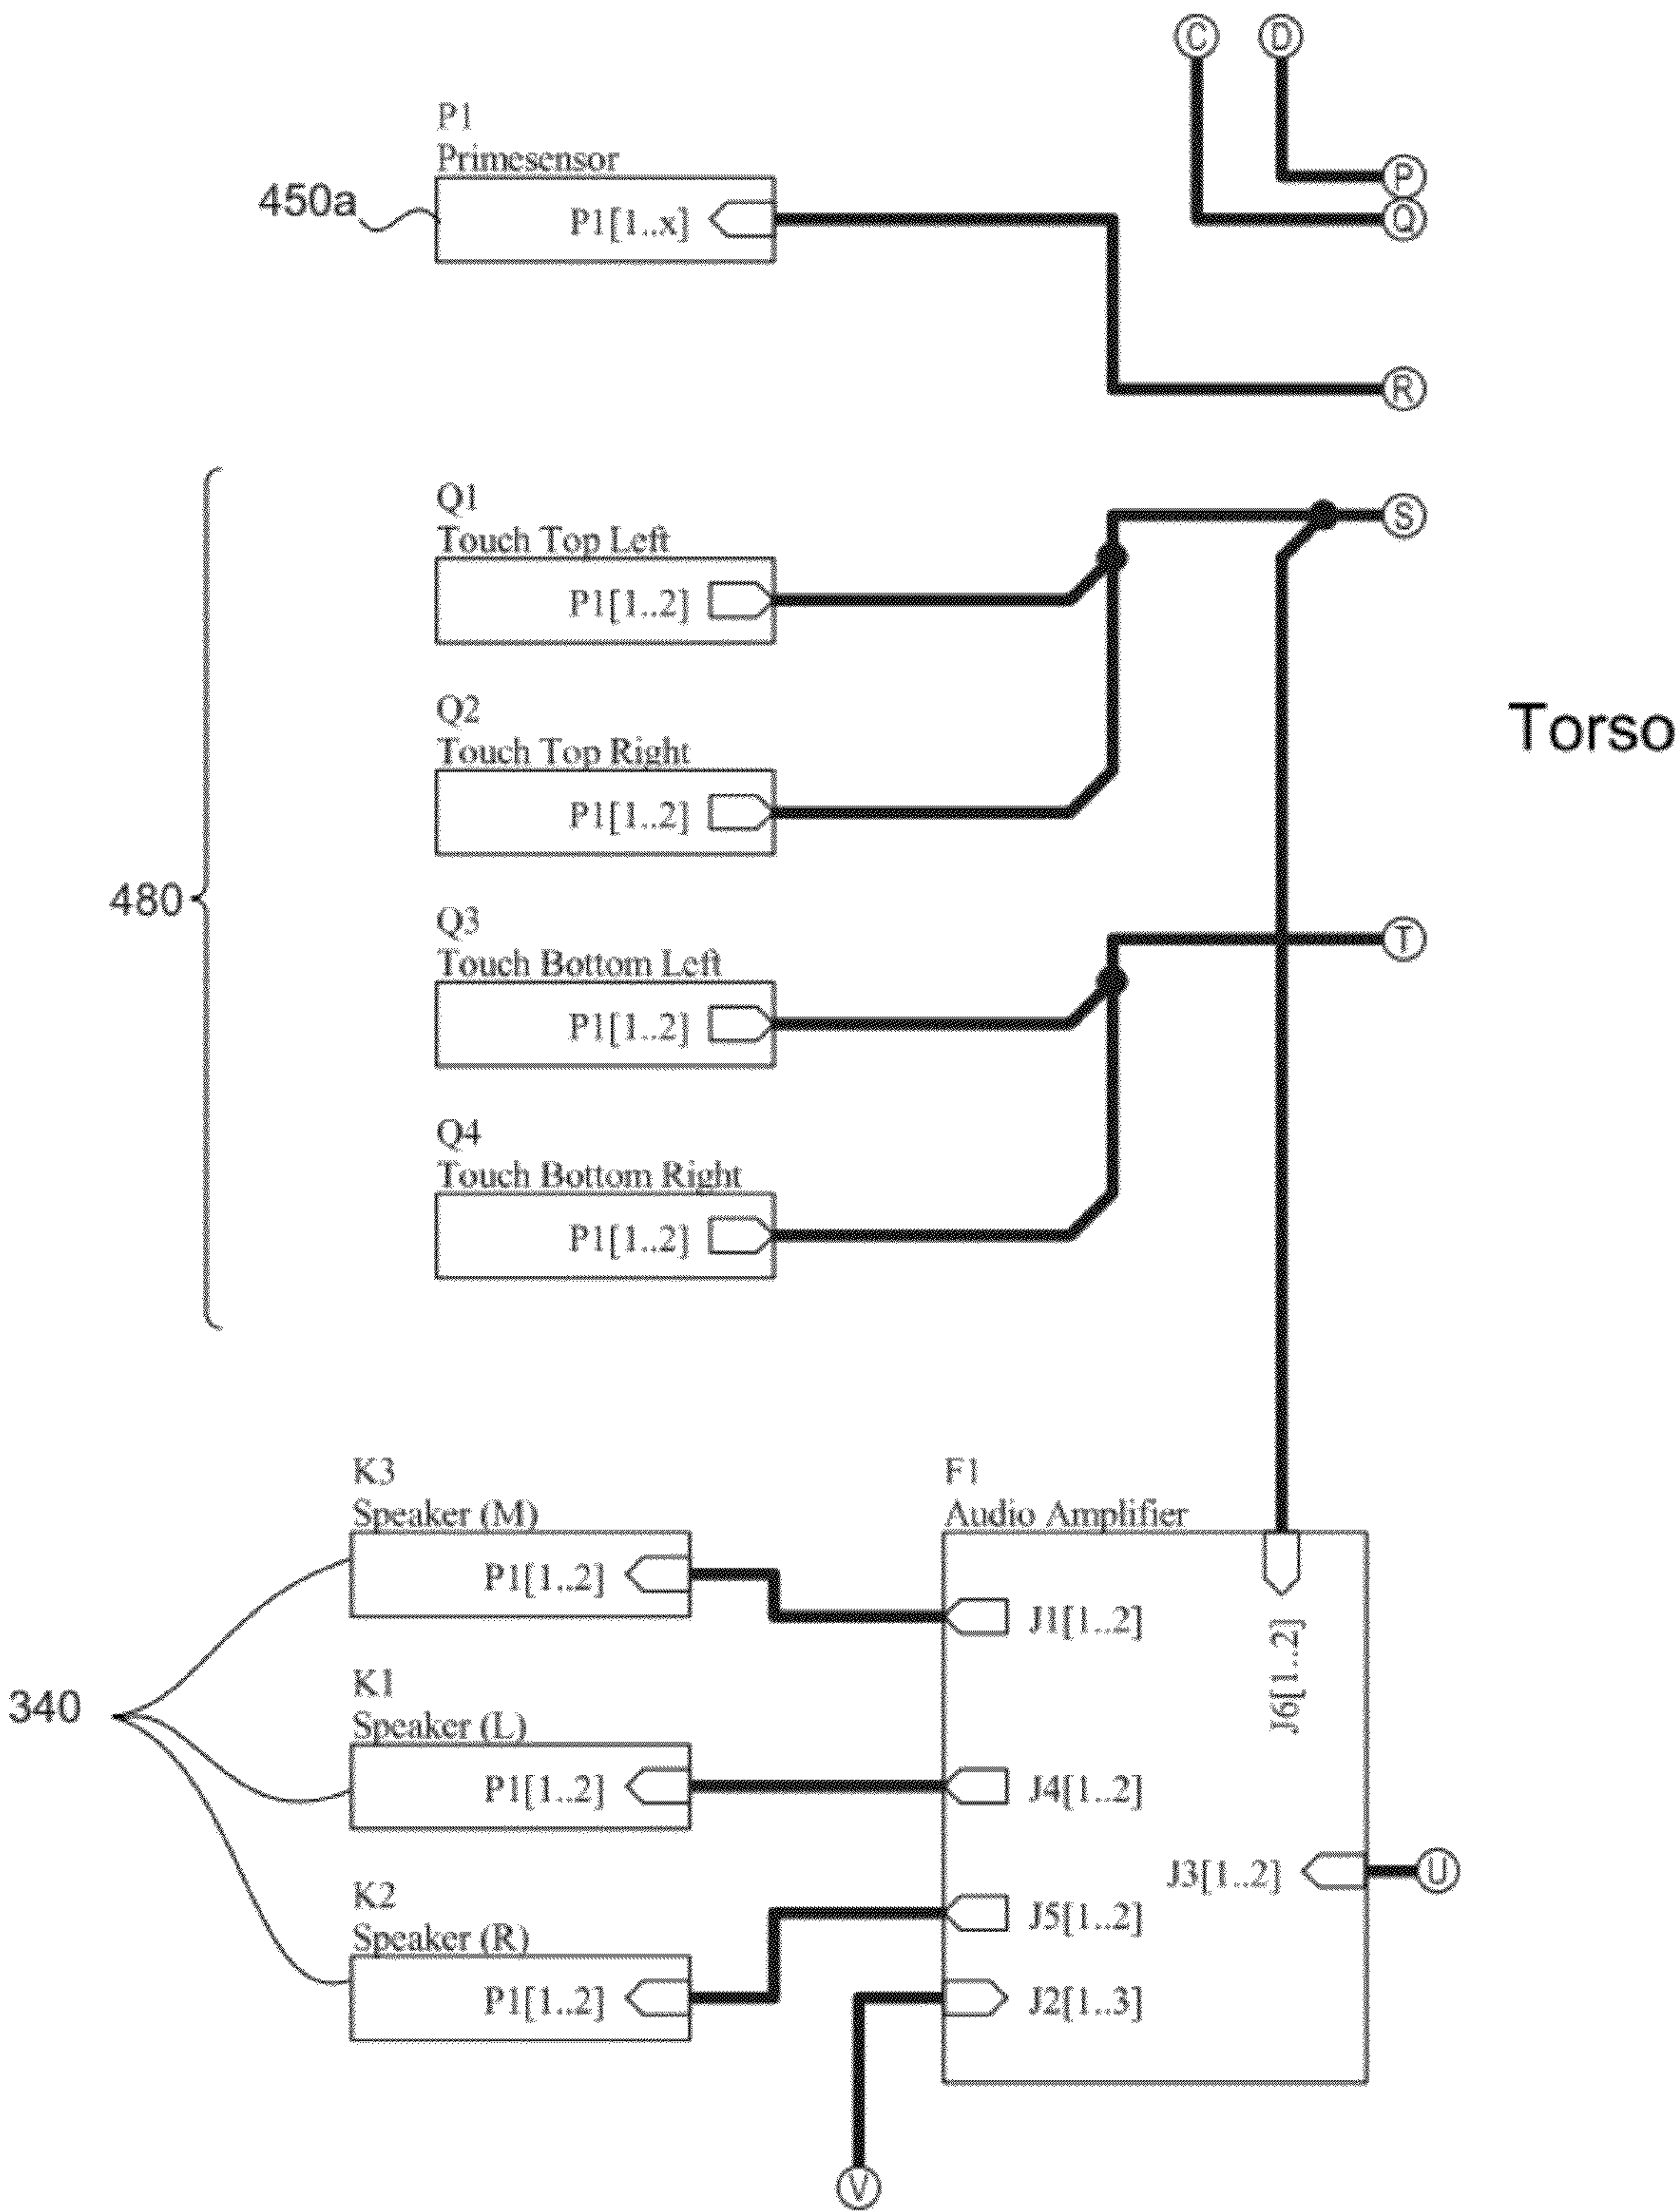 C D
P1
Primesensor
450a
P1[1..x]
P
Q
R
Q1
Touch Top Left
P1[1..2]
S
Q2
Touch Top Right
P1[1..2]
Torso
480
Q3
Touch Bottom Left
P1[1..2]
T
Q4
Touch Bottom Right
P1[1..2]
K3
Speaker (M)
P1[1..2]
F1
Audio Amplifier
J1[1..2]
J6[1..2]
340
K1
Speaker (L)
P1[1..2]
J4[1..2]
J3[1..2]
U
K2
Speaker (R)
P1[1..2]
J5[1..2]
J2[1..3]
V